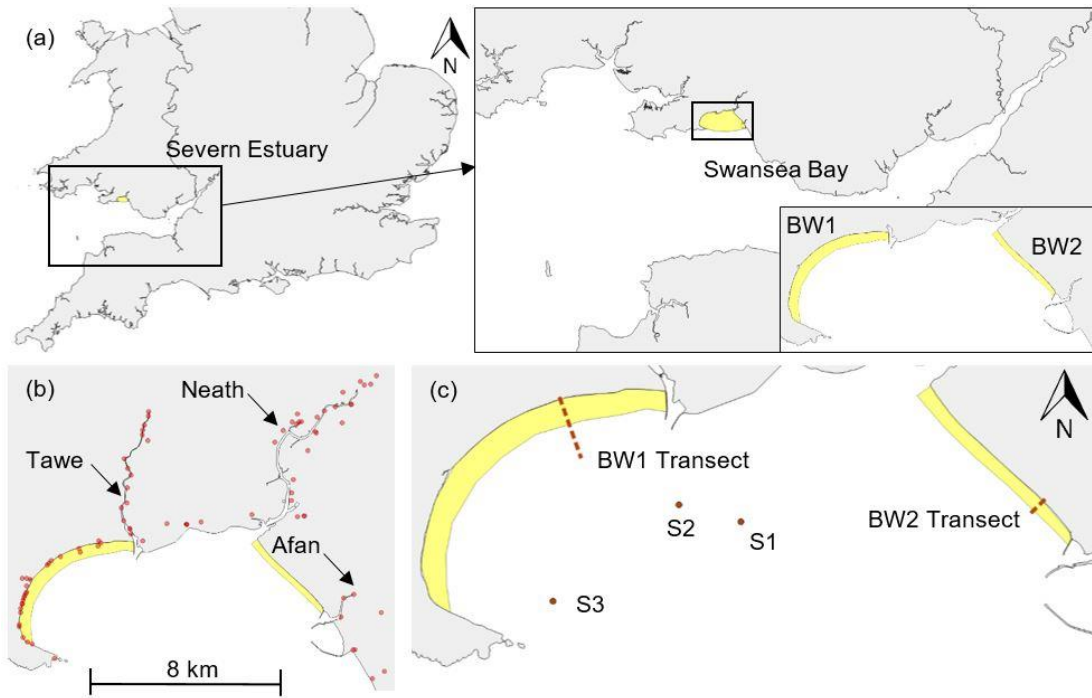 (a)
N
Severn Estuary
Swansea Bay
BW1
BW2
(b)
Neath
Tawe
Afan
8 km
(c)
N
BW1 Transect
S2
S1
BW2 Transect
S3